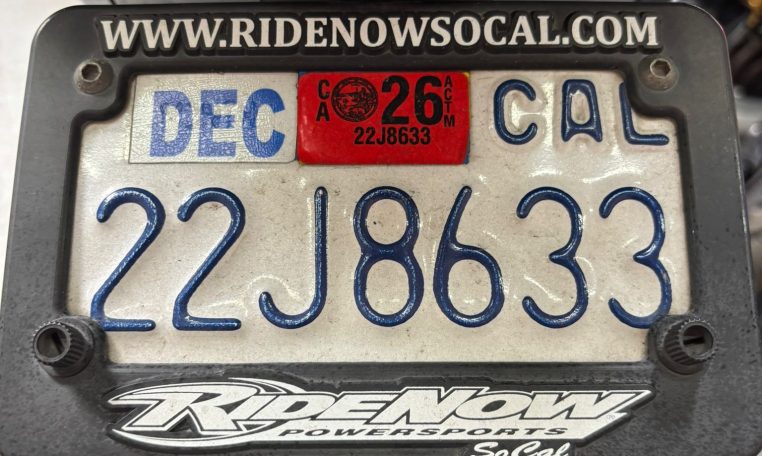 WWW.RIDENOWSOCAL.COM
DEC CA 26 ACTM CAL
22J8633
22J8633
RIDENOW
POWERSPORTS
SoCal